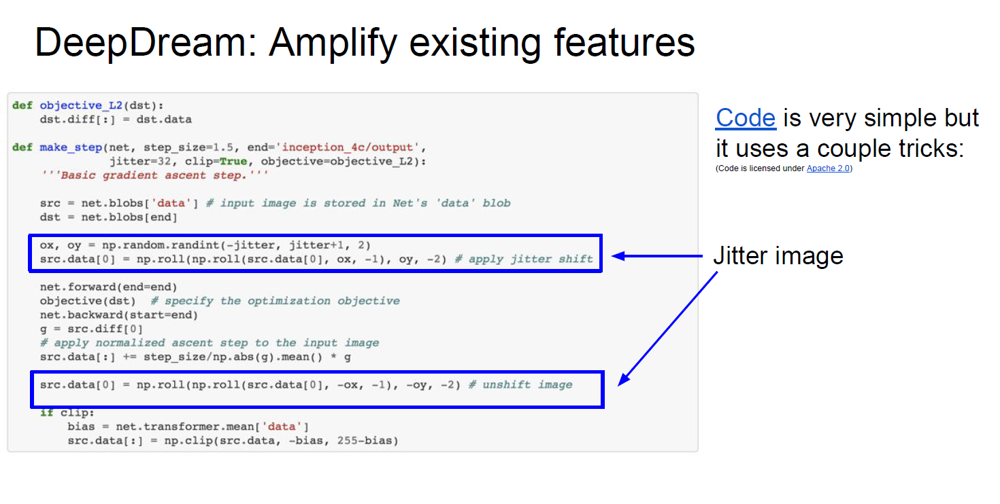 DeepDream: Amplify existing features
def objective_L2(dst):
    dst.diff[:] = dst.data
def make_step(net, step_size=1.5, end='inception_4c/output',
              jitter=32, clip=True, objective=objective_L2):
    '''Basic gradient ascent step.'''
    src = net.blobs['data'] # input image is stored in Net's 'data' blob
    dst = net.blobs[end]
    ox, oy = np.random.randint(-jitter, jitter+1, 2)
    src.data[0] = np.roll(np.roll(src.data[0], ox, -1), oy, -2) # apply jitter shift
    net.forward(end=end)
    objective(dst)  # specify the optimization objective
    net.backward(start=end)
    g = src.diff[0]
    # apply normalized ascent step to the input image
    src.data[:] += step_size/np.abs(g).mean() * g
    src.data[0] = np.roll(np.roll(src.data[0], -ox, -1), -oy, -2) # unshift image
    if clip:
        bias = net.transformer.mean['data']
        src.data[:] = np.clip(src.data, -bias, 255-bias)
Code is very simple but
it uses a couple tricks:
(Code is licensed under Apache 2.0)
Jitter image